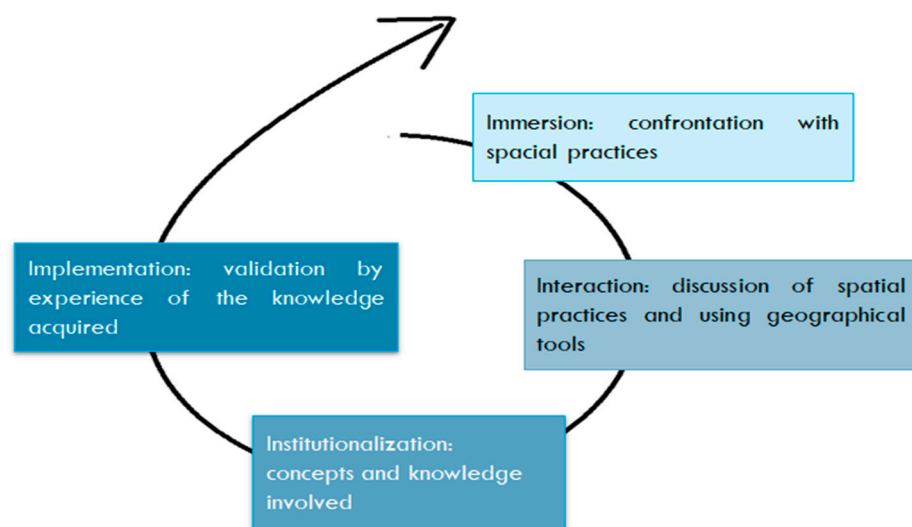 Immersion: confrontation with
spacial practices
Interaction: discussion of spatial
practices and using geographical
tools
Institutionalization:
concepts and knowledge
involved
Implementation: validation by
experience of the knowledge
acquired